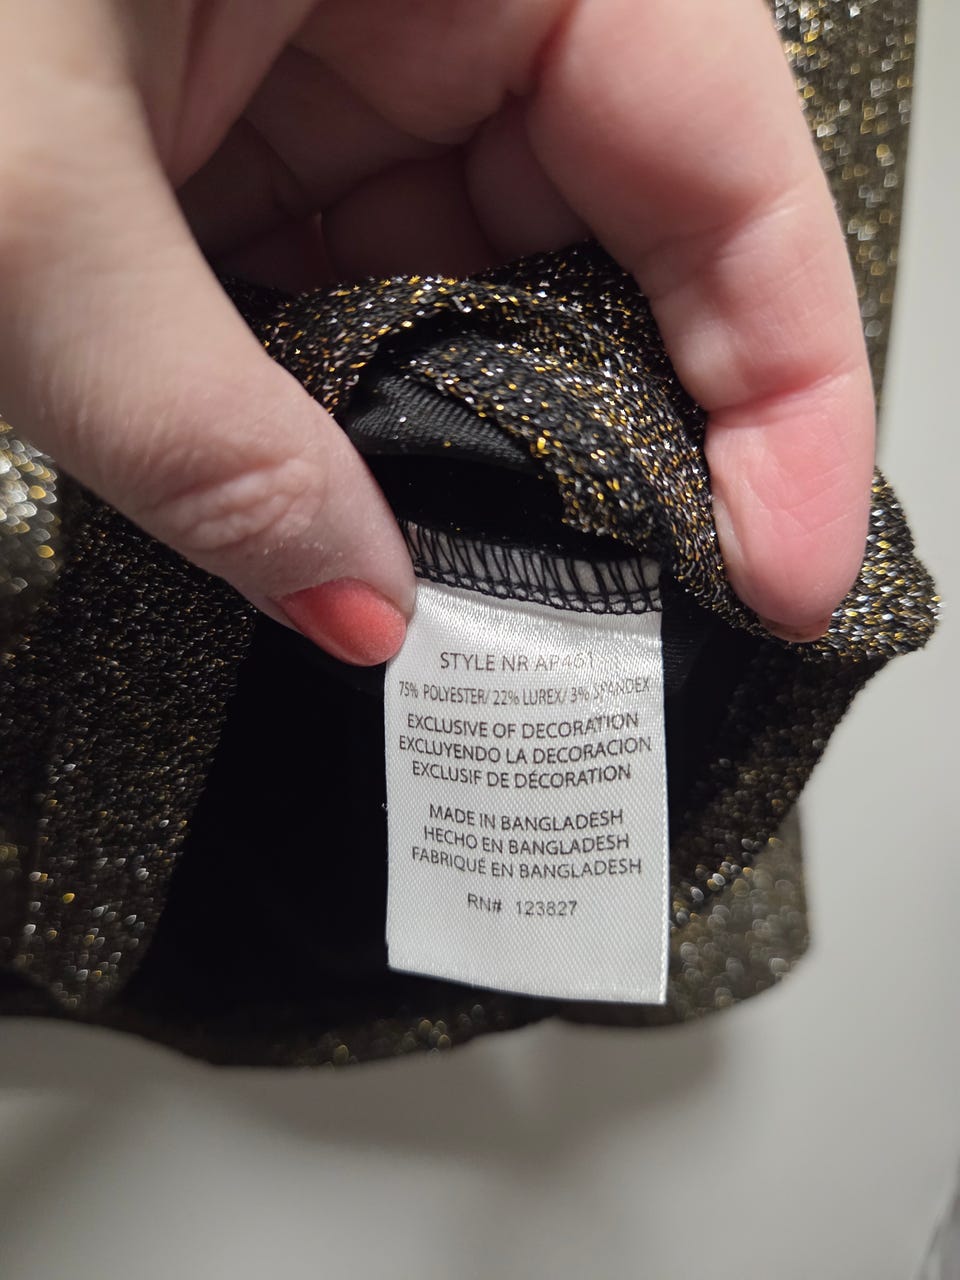 STYLE NR AP461
75% POLYESTER/ 22% LUREX/ 3% SPANDEX
EXCLUSIVE OF DECORATION
EXCLUYENDO LA DECORACION
EXCLUSIF DE DÉCORATION
MADE IN BANGLADESH
HECHO EN BANGLADESH
FABRIQUÉ EN BANGLADESH
RN# 123827